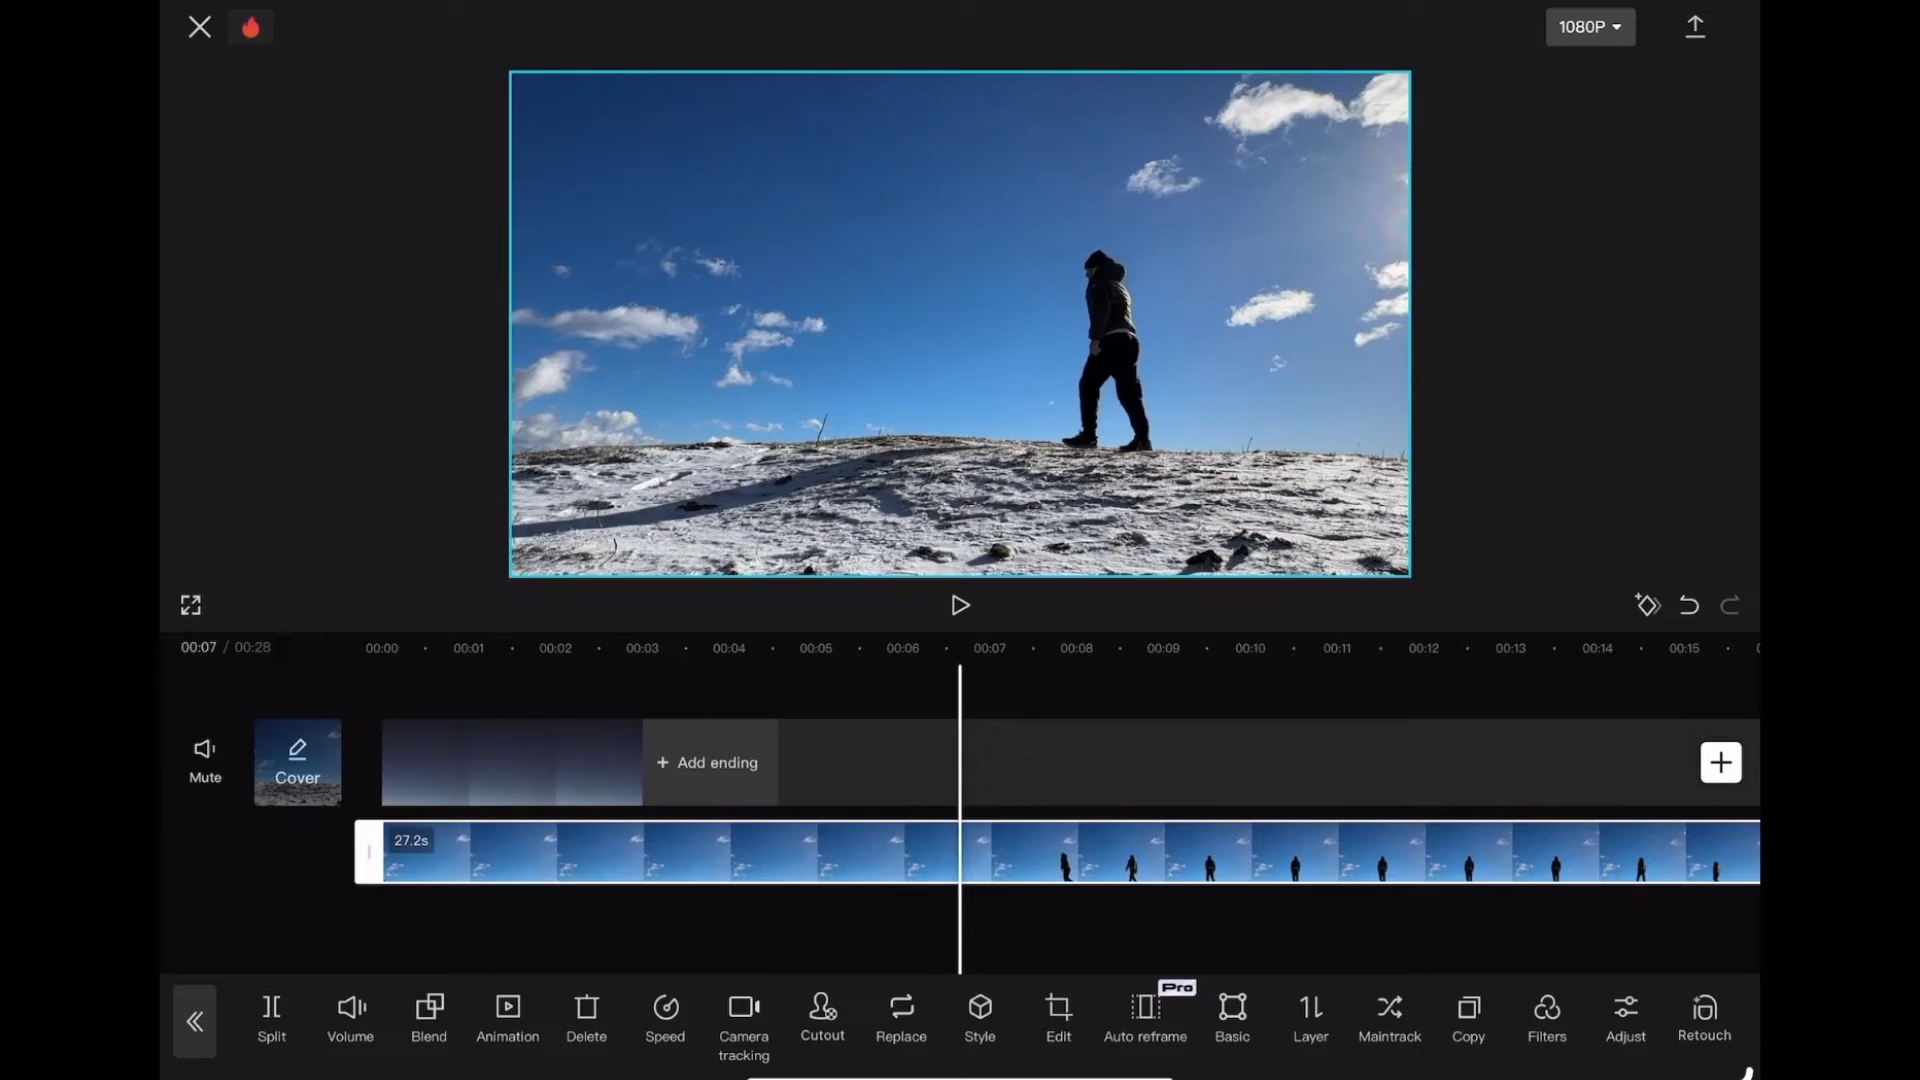 1080P
00:07 / 00:28
00:00 00:01 00:02 00:03 00:04 00:05 00:06 00:07 00:08 00:09 00:10 00:11 00:12 00:13 00:14 00:15
Mute
Cover
+ Add ending
27.2s
Pro
Split Volume Blend Animation Delete Speed Camera tracking Cutout Replace Style Edit Auto reframe Basic Layer Maintrack Copy Filters Adjust Retouch